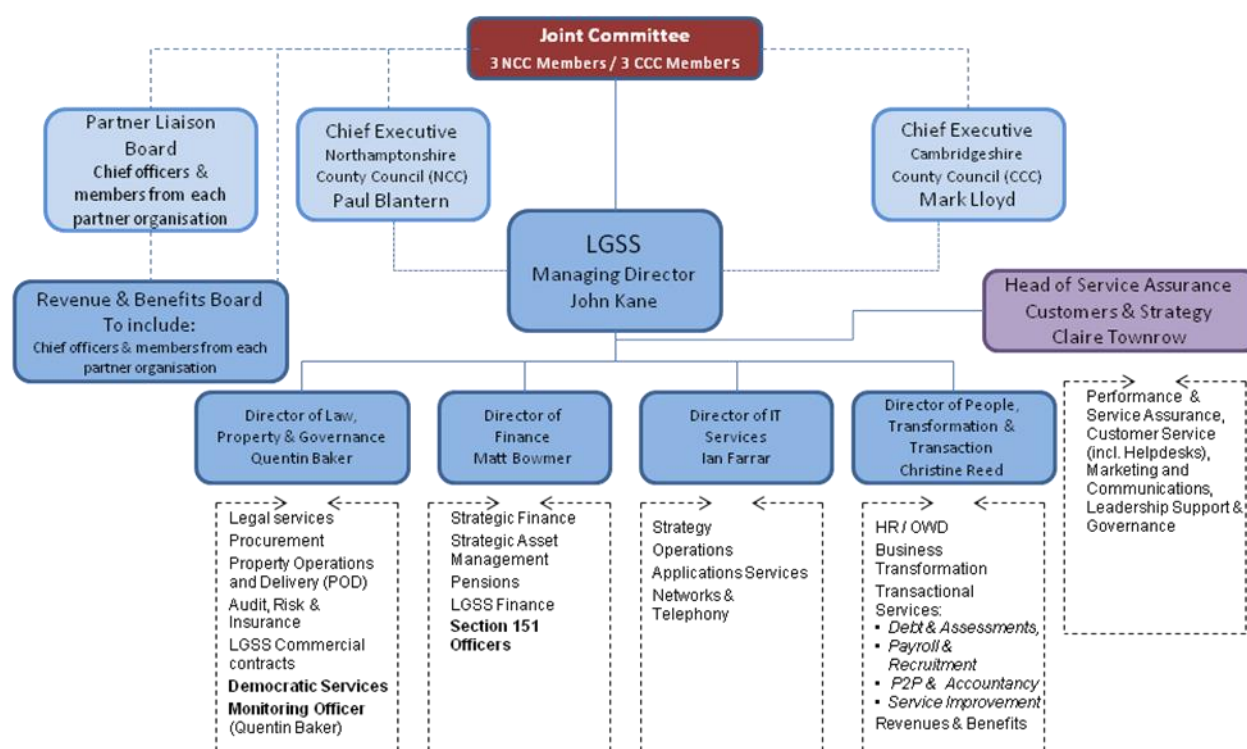 Joint Committee
3 NCC Members / 3 CCC Members
Partner Liaison
Board
Chief officers &
members from each
partner organisation
Chief Executive
Northamptonshire
County Council (NCC)
Paul Blantern
Chief Executive
Cambridgeshire
County Council (CCC)
Mark Lloyd
LGSS
Managing Director
John Kane
Revenue & Benefits Board
To include:
Chief officers & members from each
partner organisation
Head of Service Assurance
Customers & Strategy
Claire Townrow
Director of Law,
Property & Governance
Quentin Baker
Director of
Finance
Matt Bowmer
Director of IT
Services
Ian Farrar
Director of People,
Transformation &
Transaction
Christine Reed
Performance &
Service Assurance,
Customer Service
(incl. Helpdesks),
Marketing and
Communications,
Leadership Support &
Governance
Legal services
Procurement
Property Operations
and Delivery (POD)
Audit, Risk &
Insurance
LGSS Commercial
contracts
Democratic Services
Monitoring Officer
(Quentin Baker)
Strategic Finance
Strategic Asset
Management
Pensions
LGSS Finance
Section 151
Officers
Strategy
Operations
Applications Services
Networks &
Telephony
HR / OWD
Business
Transformation
Transactional
Services:
▪ Debt & Assessments,
▪ Payroll &
Recruitment
▪ P2P & Accountancy
▪ Service Improvement
Revenues & Benefits